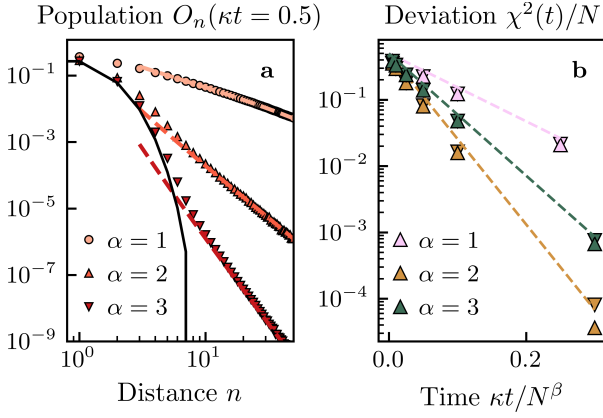 Population $O_n(\kappa t = 0.5)$
$10^{-1}$
$10^{-3}$
$10^{-5}$
$10^{-7}$
$10^{-9}$
a
$\alpha = 1$
$\alpha = 2$
$\alpha = 3$
$10^0$ $10^1$
Distance $n$
Deviation $\chi^2(t)/N$
$10^{-1}$
$10^{-2}$
$10^{-3}$
$10^{-4}$
b
$\alpha = 1$
$\alpha = 2$
$\alpha = 3$
0.0 0.2
Time $\kappa t/N^\beta$